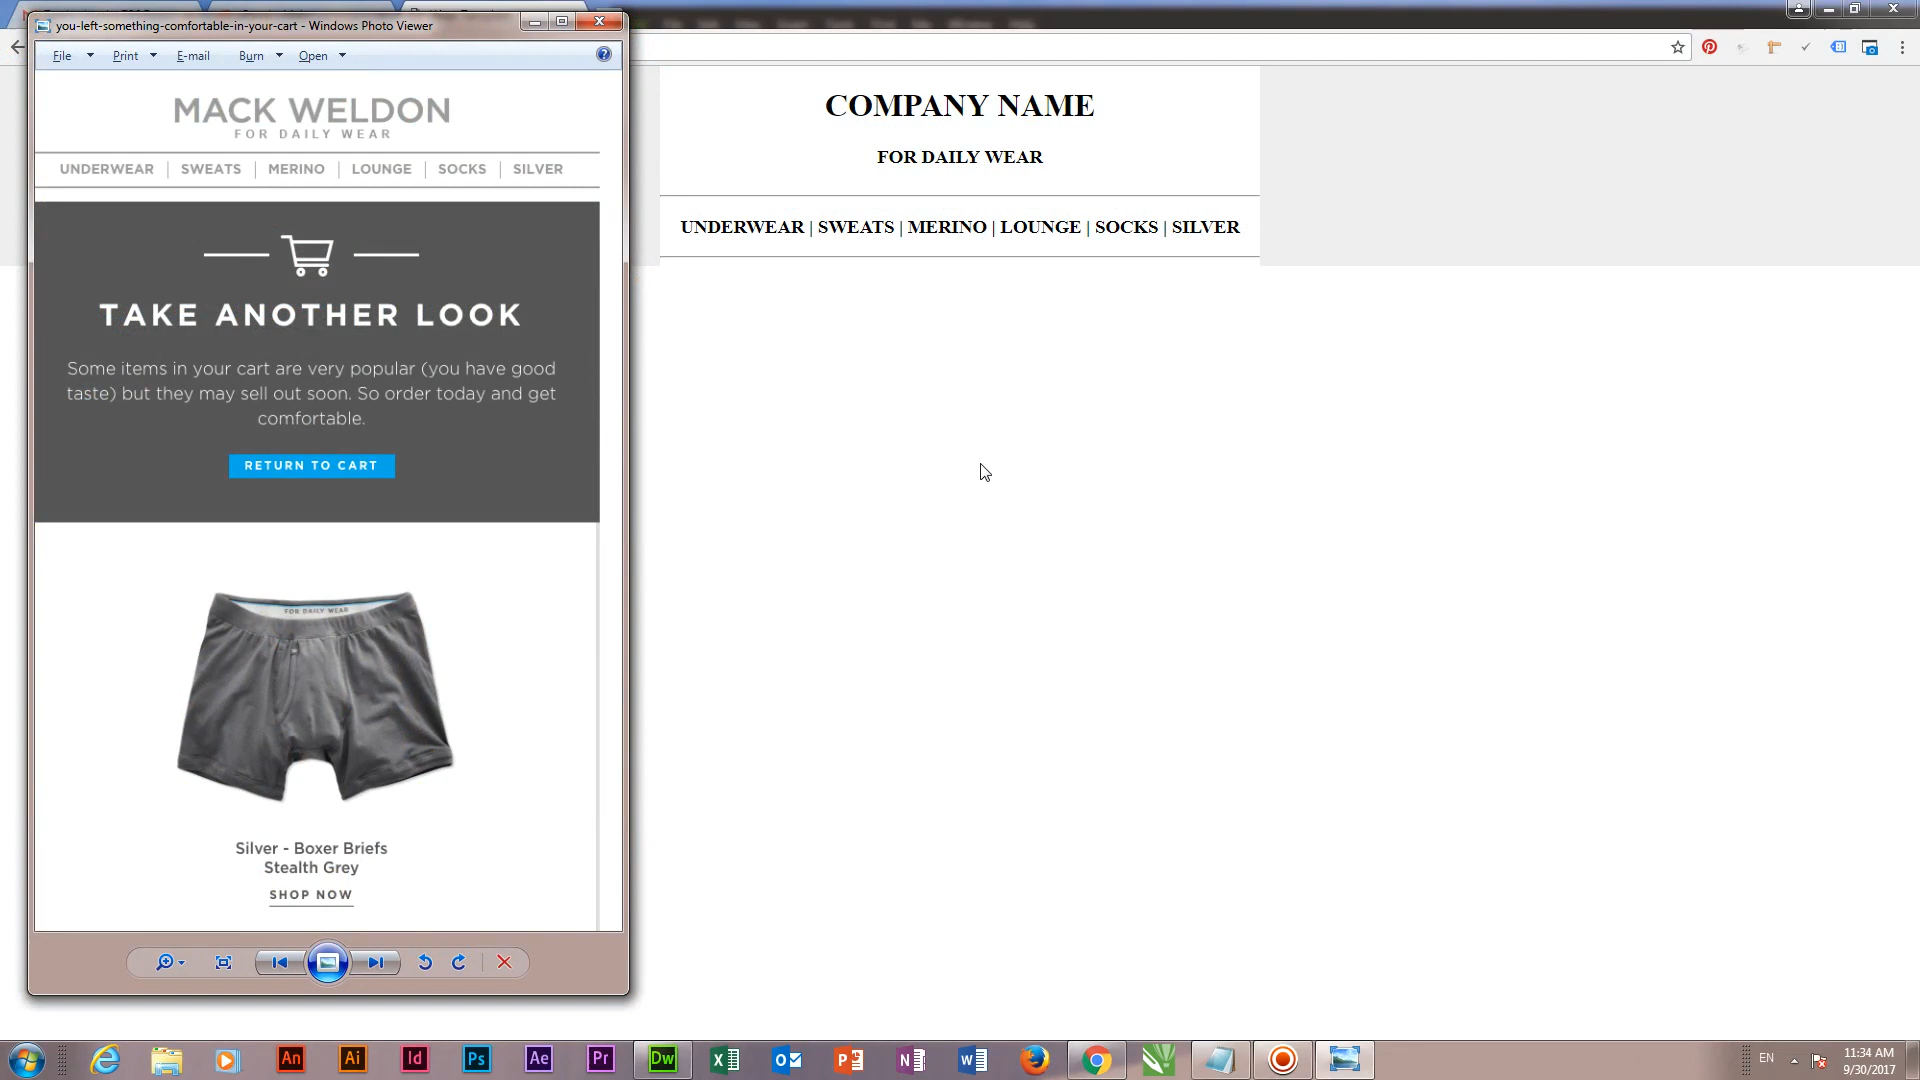 you-left-something-comfortable-in-your-cart - Windows Photo Viewer
File Print E-mail Burn Open
MACK WELDON
FOR DAILY WEAR
UNDERWEAR | SWEATS | MERINO | LOUNGE | SOCKS | SILVER
TAKE ANOTHER LOOK
Some items in your cart are very popular (you have good
taste) but they may sell out soon. So order today and get
comfortable.
RETURN TO CART
FOR DAILY WEAR
Silver - Boxer Briefs
Stealth Grey
SHOP NOW
COMPANY NAME
FOR DAILY WEAR
UNDERWEAR | SWEATS | MERINO | LOUNGE | SOCKS | SILVER
An Ai Id Ps Ae Pr Dw
EN
11:34 AM
9/30/2017